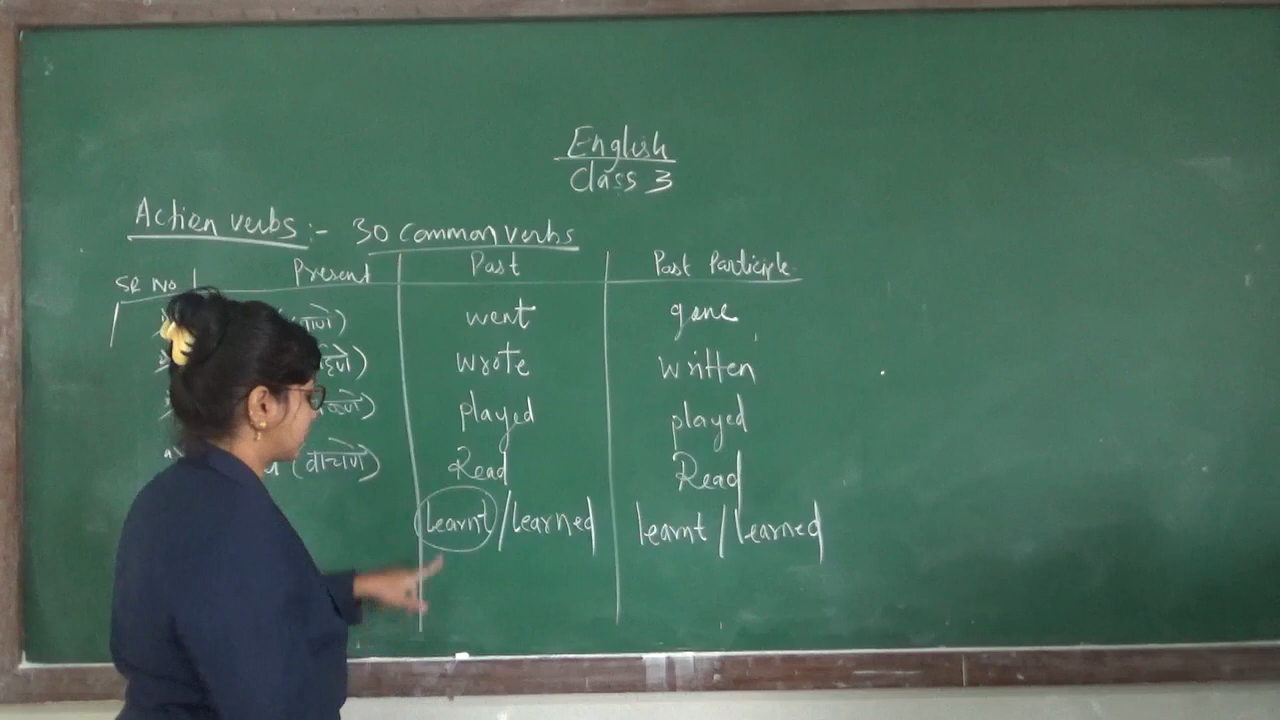 English
Class 3
Action verbs :- 30 common verbs
SR No Present Past Past Participle
went gone
wrote written
played played
(वाचणे) Read Read
learnt / learned learnt / learned